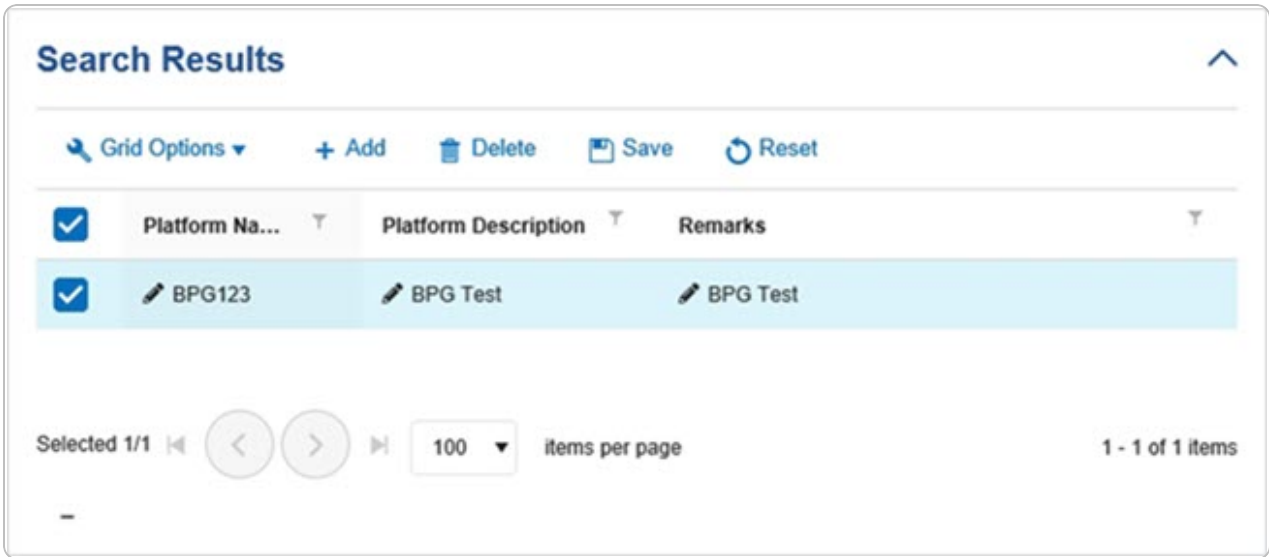 Search Results
Grid Options Add Delete Save Reset
Platform Na... Platform Description Remarks
BPG123 BPG Test BPG Test
Selected 1/1 100 items per page 1 - 1 of 1 items